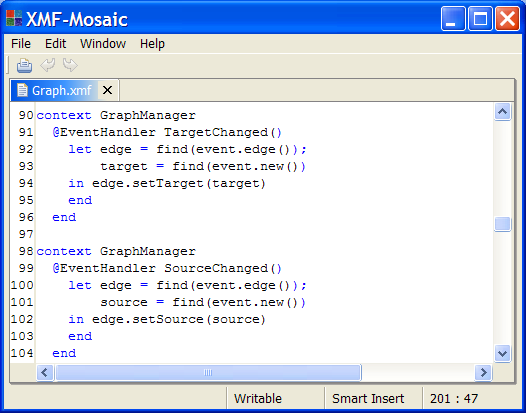 XMF-Mosaic
File Edit Window Help
Graph.xmf
90 context GraphManager
91   @EventHandler TargetChanged()
92     let edge = find(event.edge());
93         target = find(event.new())
94     in edge.setTarget(target)
95     end
96   end
97
98 context GraphManager
99   @EventHandler SourceChanged()
100     let edge = find(event.edge());
101         source = find(event.new())
102     in edge.setSource(source)
103     end
104   end
Writable Smart Insert 201 : 47